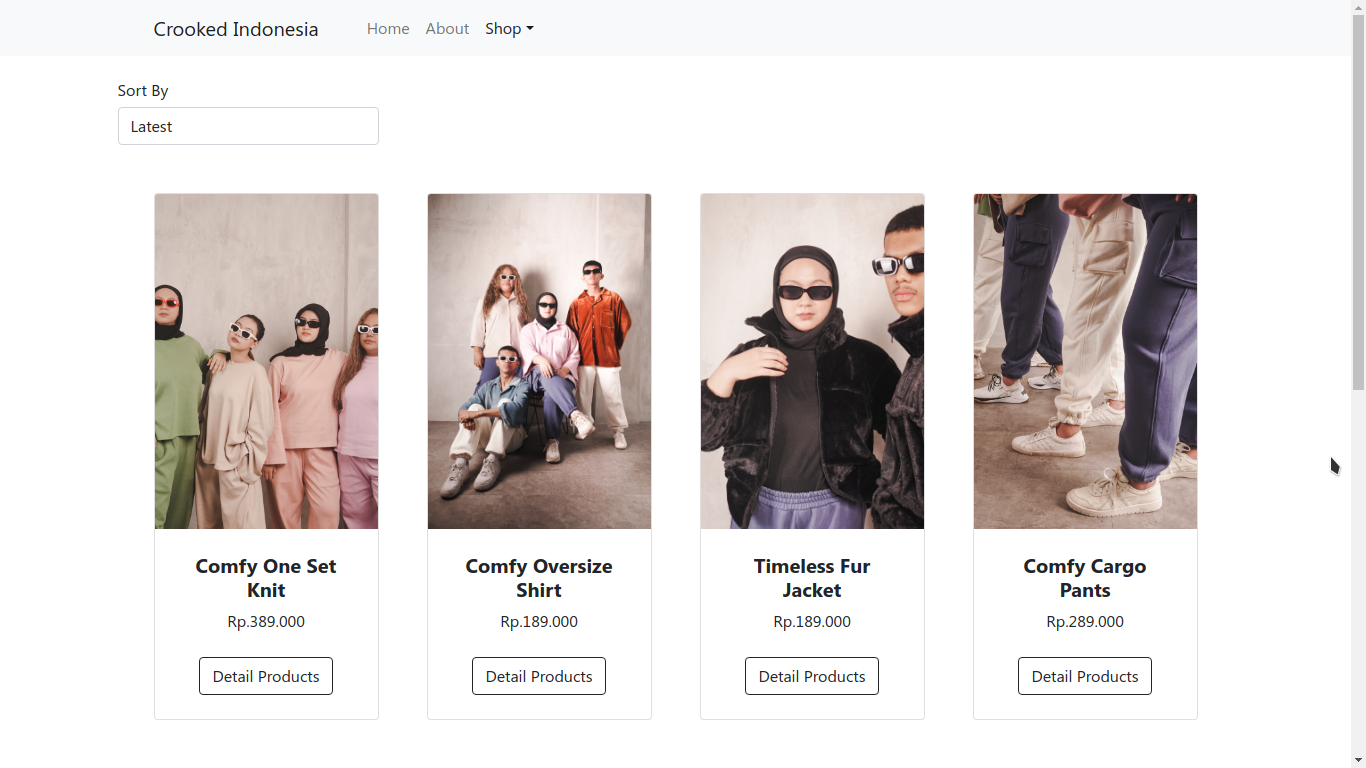 Crooked Indonesia Home About Shop
Sort By
Latest
Comfy One Set
Knit
Rp.389.000
Detail Products
Comfy Oversize
Shirt
Rp.189.000
Detail Products
Timeless Fur
Jacket
Rp.189.000
Detail Products
Comfy Cargo
Pants
Rp.289.000
Detail Products